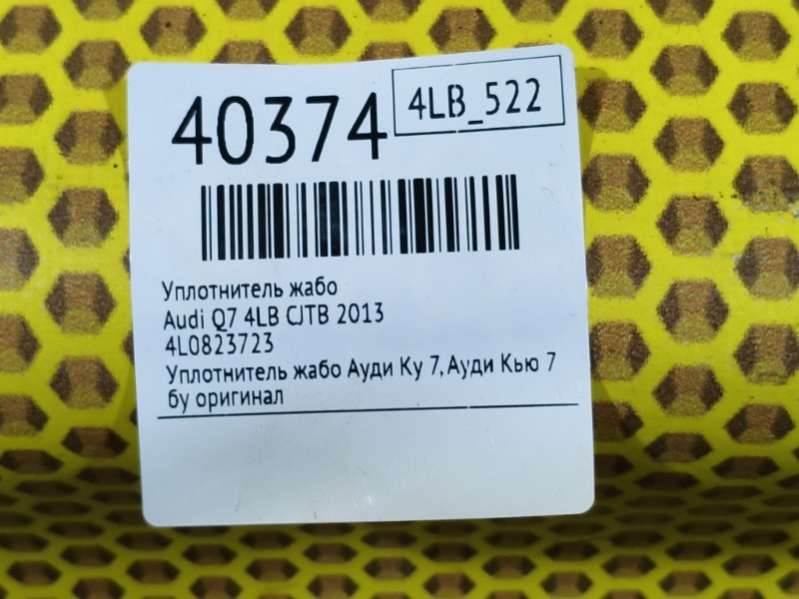 40374
4LB_522
Уплотнитель жабо
Audi Q7 4LB CJTB 2013
4L0823723
Уплотнитель жабо Ауди Ку 7, Ауди Кью 7
бу оригинал